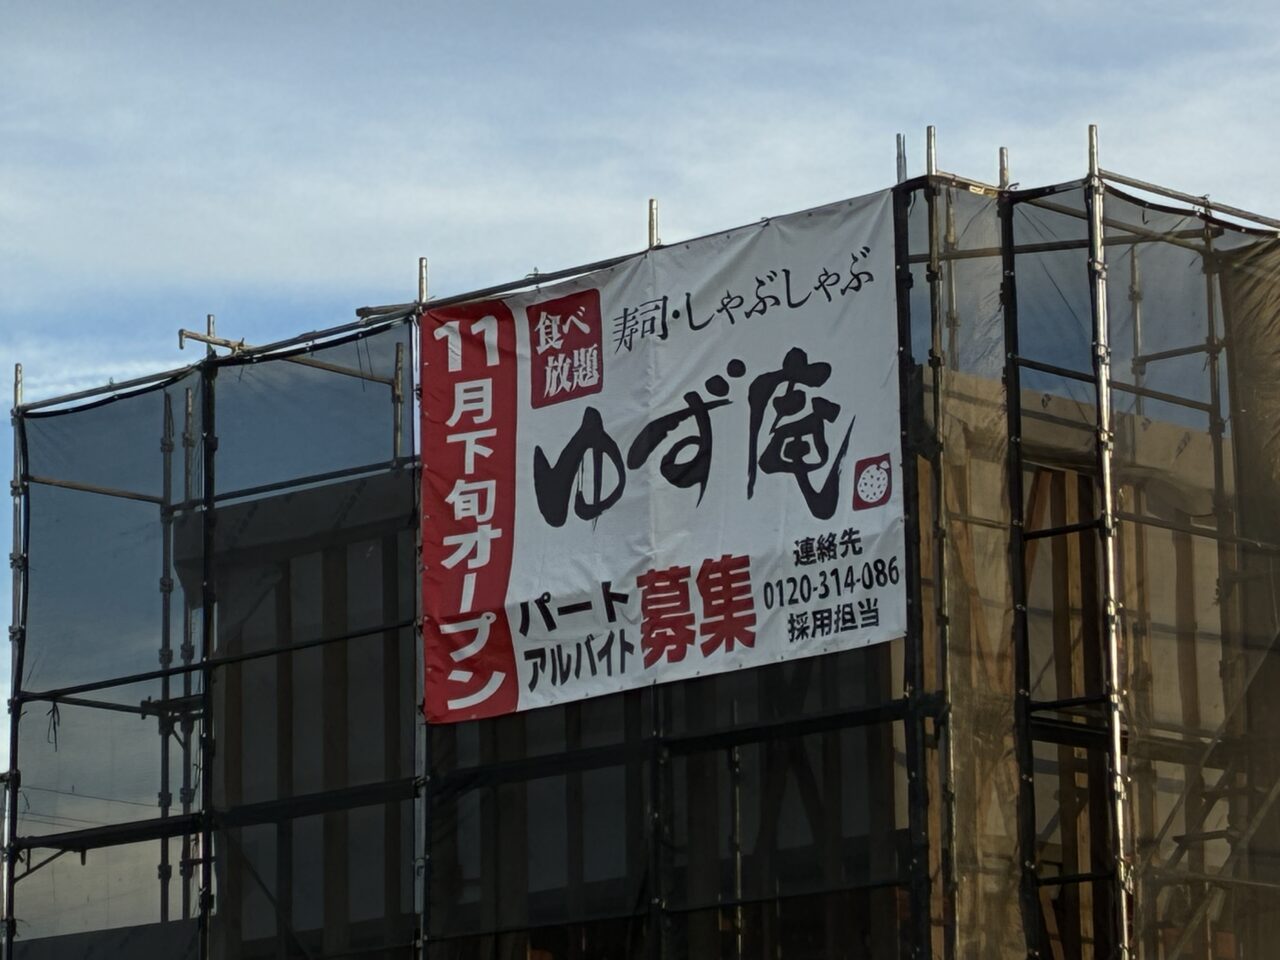 11月下旬オープン
食べ
放題
寿司・しゃぶしゃぶ
ゆず庵
パート
アルバイト
募集
連絡先
0120-314-086
採用担当